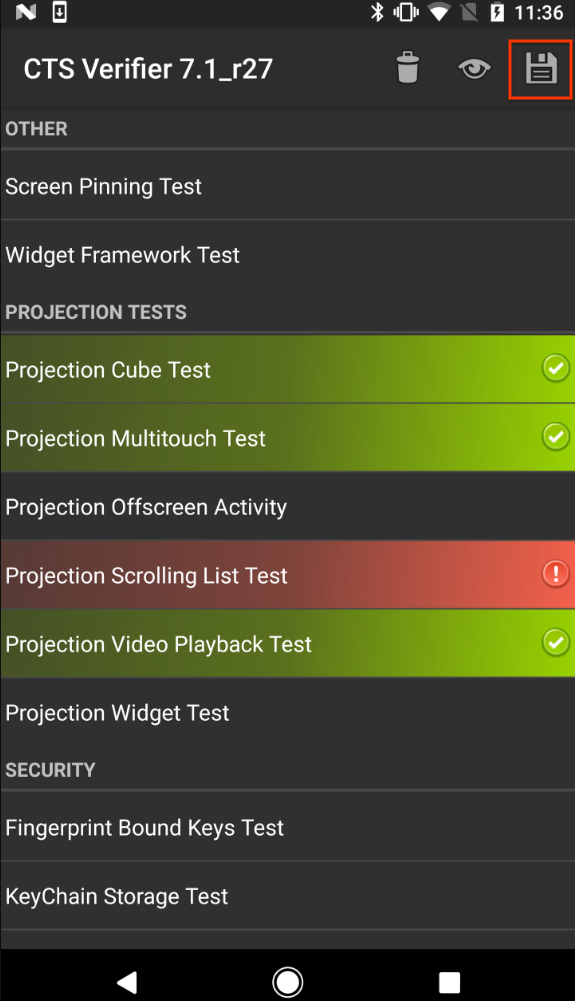 11:36
CTS Verifier 7.1_r27
OTHER
Screen Pinning Test
Widget Framework Test
PROJECTION TESTS
Projection Cube Test
Projection Multitouch Test
Projection Offscreen Activity
Projection Scrolling List Test
Projection Video Playback Test
Projection Widget Test
SECURITY
Fingerprint Bound Keys Test
KeyChain Storage Test